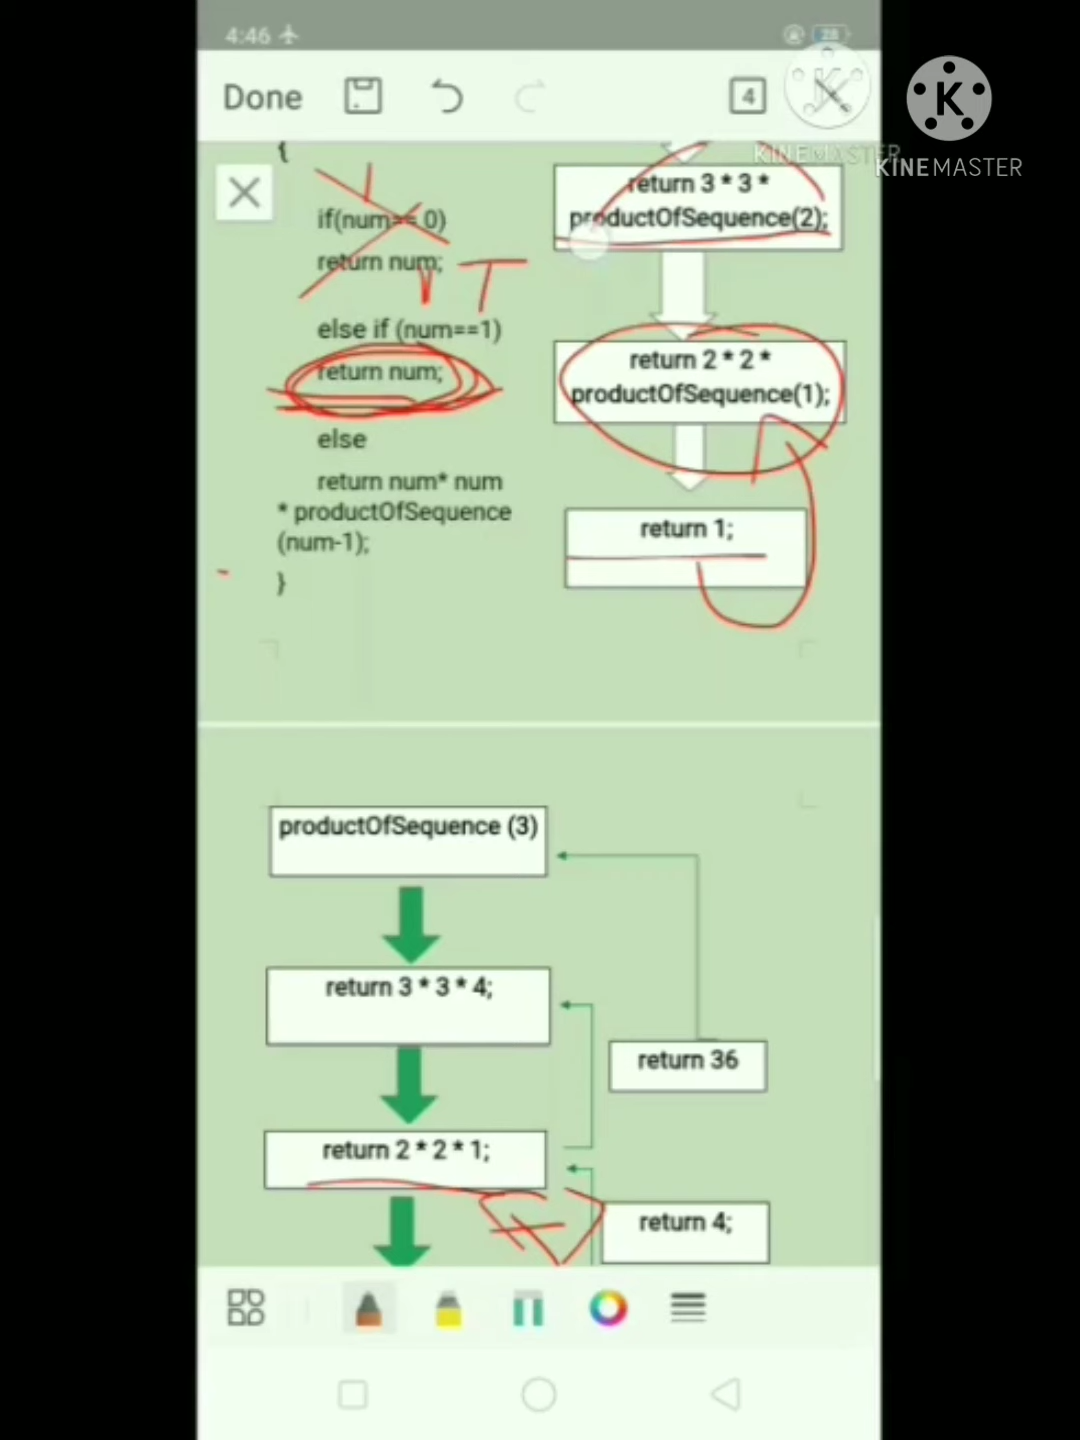 4:46
28
Done
4
KINEMASTER
K
KINEMASTER
{
if(num== 0)
return num;
else if (num==1)
return num;
else
return num* num
* productOfSequence
(num-1);
}
return 3 * 3 *
productOfSequence(2);
return 2 * 2 *
productOfSequence(1);
return 1;
productOfSequence (3)
return 3 * 3 * 4;
return 36
return 2 * 2 * 1;
return 4;